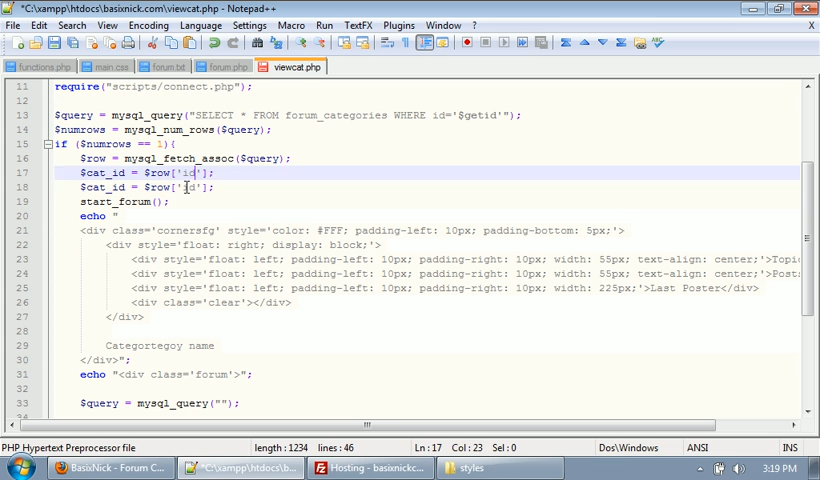 *C:\xampp\htdocs\basixnick.com\viewcat.php - Notepad++
File Edit Search View Encoding Language Settings Macro Run TextFX Plugins Window ? X
functions.php main.css forum.txt forum.php viewcat.php
11 require("scripts/connect.php");
12
13 $query = mysql_query("SELECT * FROM forum_categories WHERE id='$getid'");
14 $numrows = mysql_num_rows($query);
15 if ($numrows == 1){
16 $row = mysql_fetch_assoc($query);
17 $cat_id = $row['id'];
18 $cat_id = $row['id'];
19 start_forum();
20 echo "
21 <div class='cornersfg' style='color: #FFF; padding-left: 10px; padding-bottom: 5px;'>
22 <div style='float: right; display: block;'>
23 <div style='float: left; padding-left: 10px; padding-right: 10px; width: 55px; text-align: center;'>Topic
24 <div style='float: left; padding-left: 10px; padding-right: 10px; width: 55px; text-align: center;'>Posts
25 <div style='float: left; padding-left: 10px; padding-right: 10px; width: 225px;'>Last Poster</div>
26 <div class='clear'></div>
27 </div>
28
29 Categortegoy name
30 </div>";
31 echo "<div class='forum'>";
32
33 $query = mysql_query("");
PHP Hypertext Preprocessor file length : 1234 lines : 46 Ln : 17 Col : 23 Sel : 0 Dos\Windows ANSI INS
BasixNick - Forum C... *C:\xampp\htdocs\b... Hosting - basixnickc... styles 3:19 PM